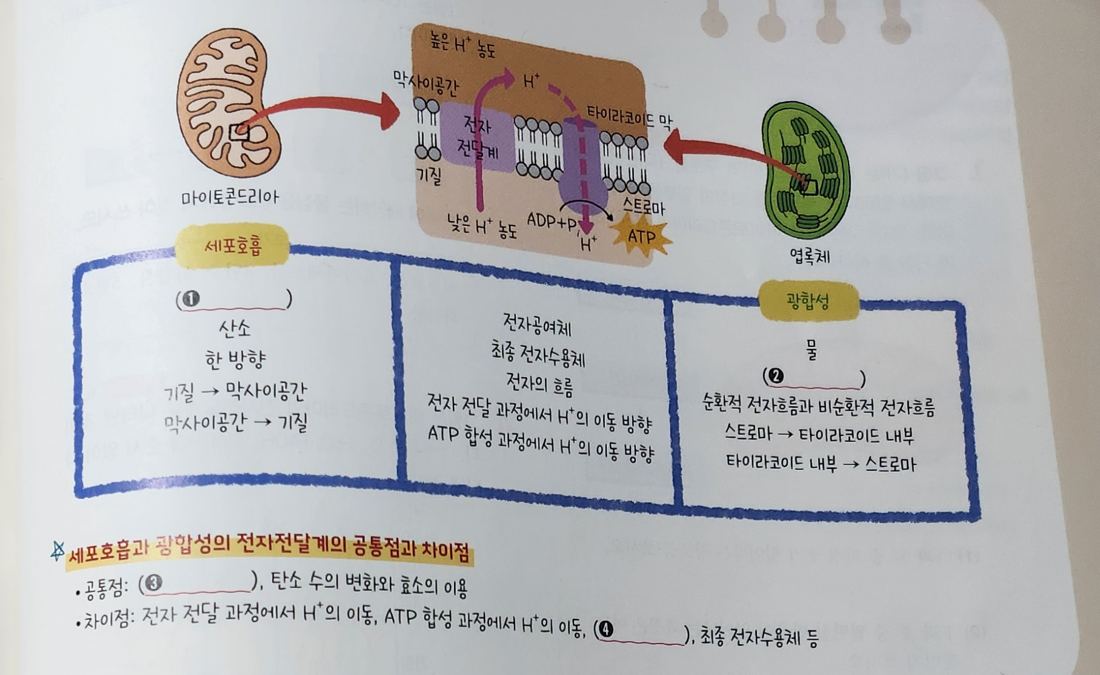 높은 H⁺ 농도
막사이공간
H⁺
타이라코이드 막
전자
전달계
기질
스트로마
낮은 H⁺ 농도
ADP+Pᵢ
H⁺
ATP
마이토콘드리아
엽록체
세포호흡
(❶ )
산소
한 방향
기질 → 막사이공간
막사이공간 → 기질
전자공여체
최종 전자수용체
전자의 흐름
전자 전달 과정에서 H⁺의 이동 방향
ATP 합성 과정에서 H⁺의 이동 방향
광합성
물
(❷ )
순환적 전자흐름과 비순환적 전자흐름
스트로마 → 타이라코이드 내부
타이라코이드 내부 → 스트로마
세포호흡과 광합성의 전자전달계의 공통점과 차이점
• 공통점: (❸ ), 탄소 수의 변화와 효소의 이용
• 차이점: 전자 전달 과정에서 H⁺의 이동, ATP 합성 과정에서 H⁺의 이동, (❹ ), 최종 전자수용체 등